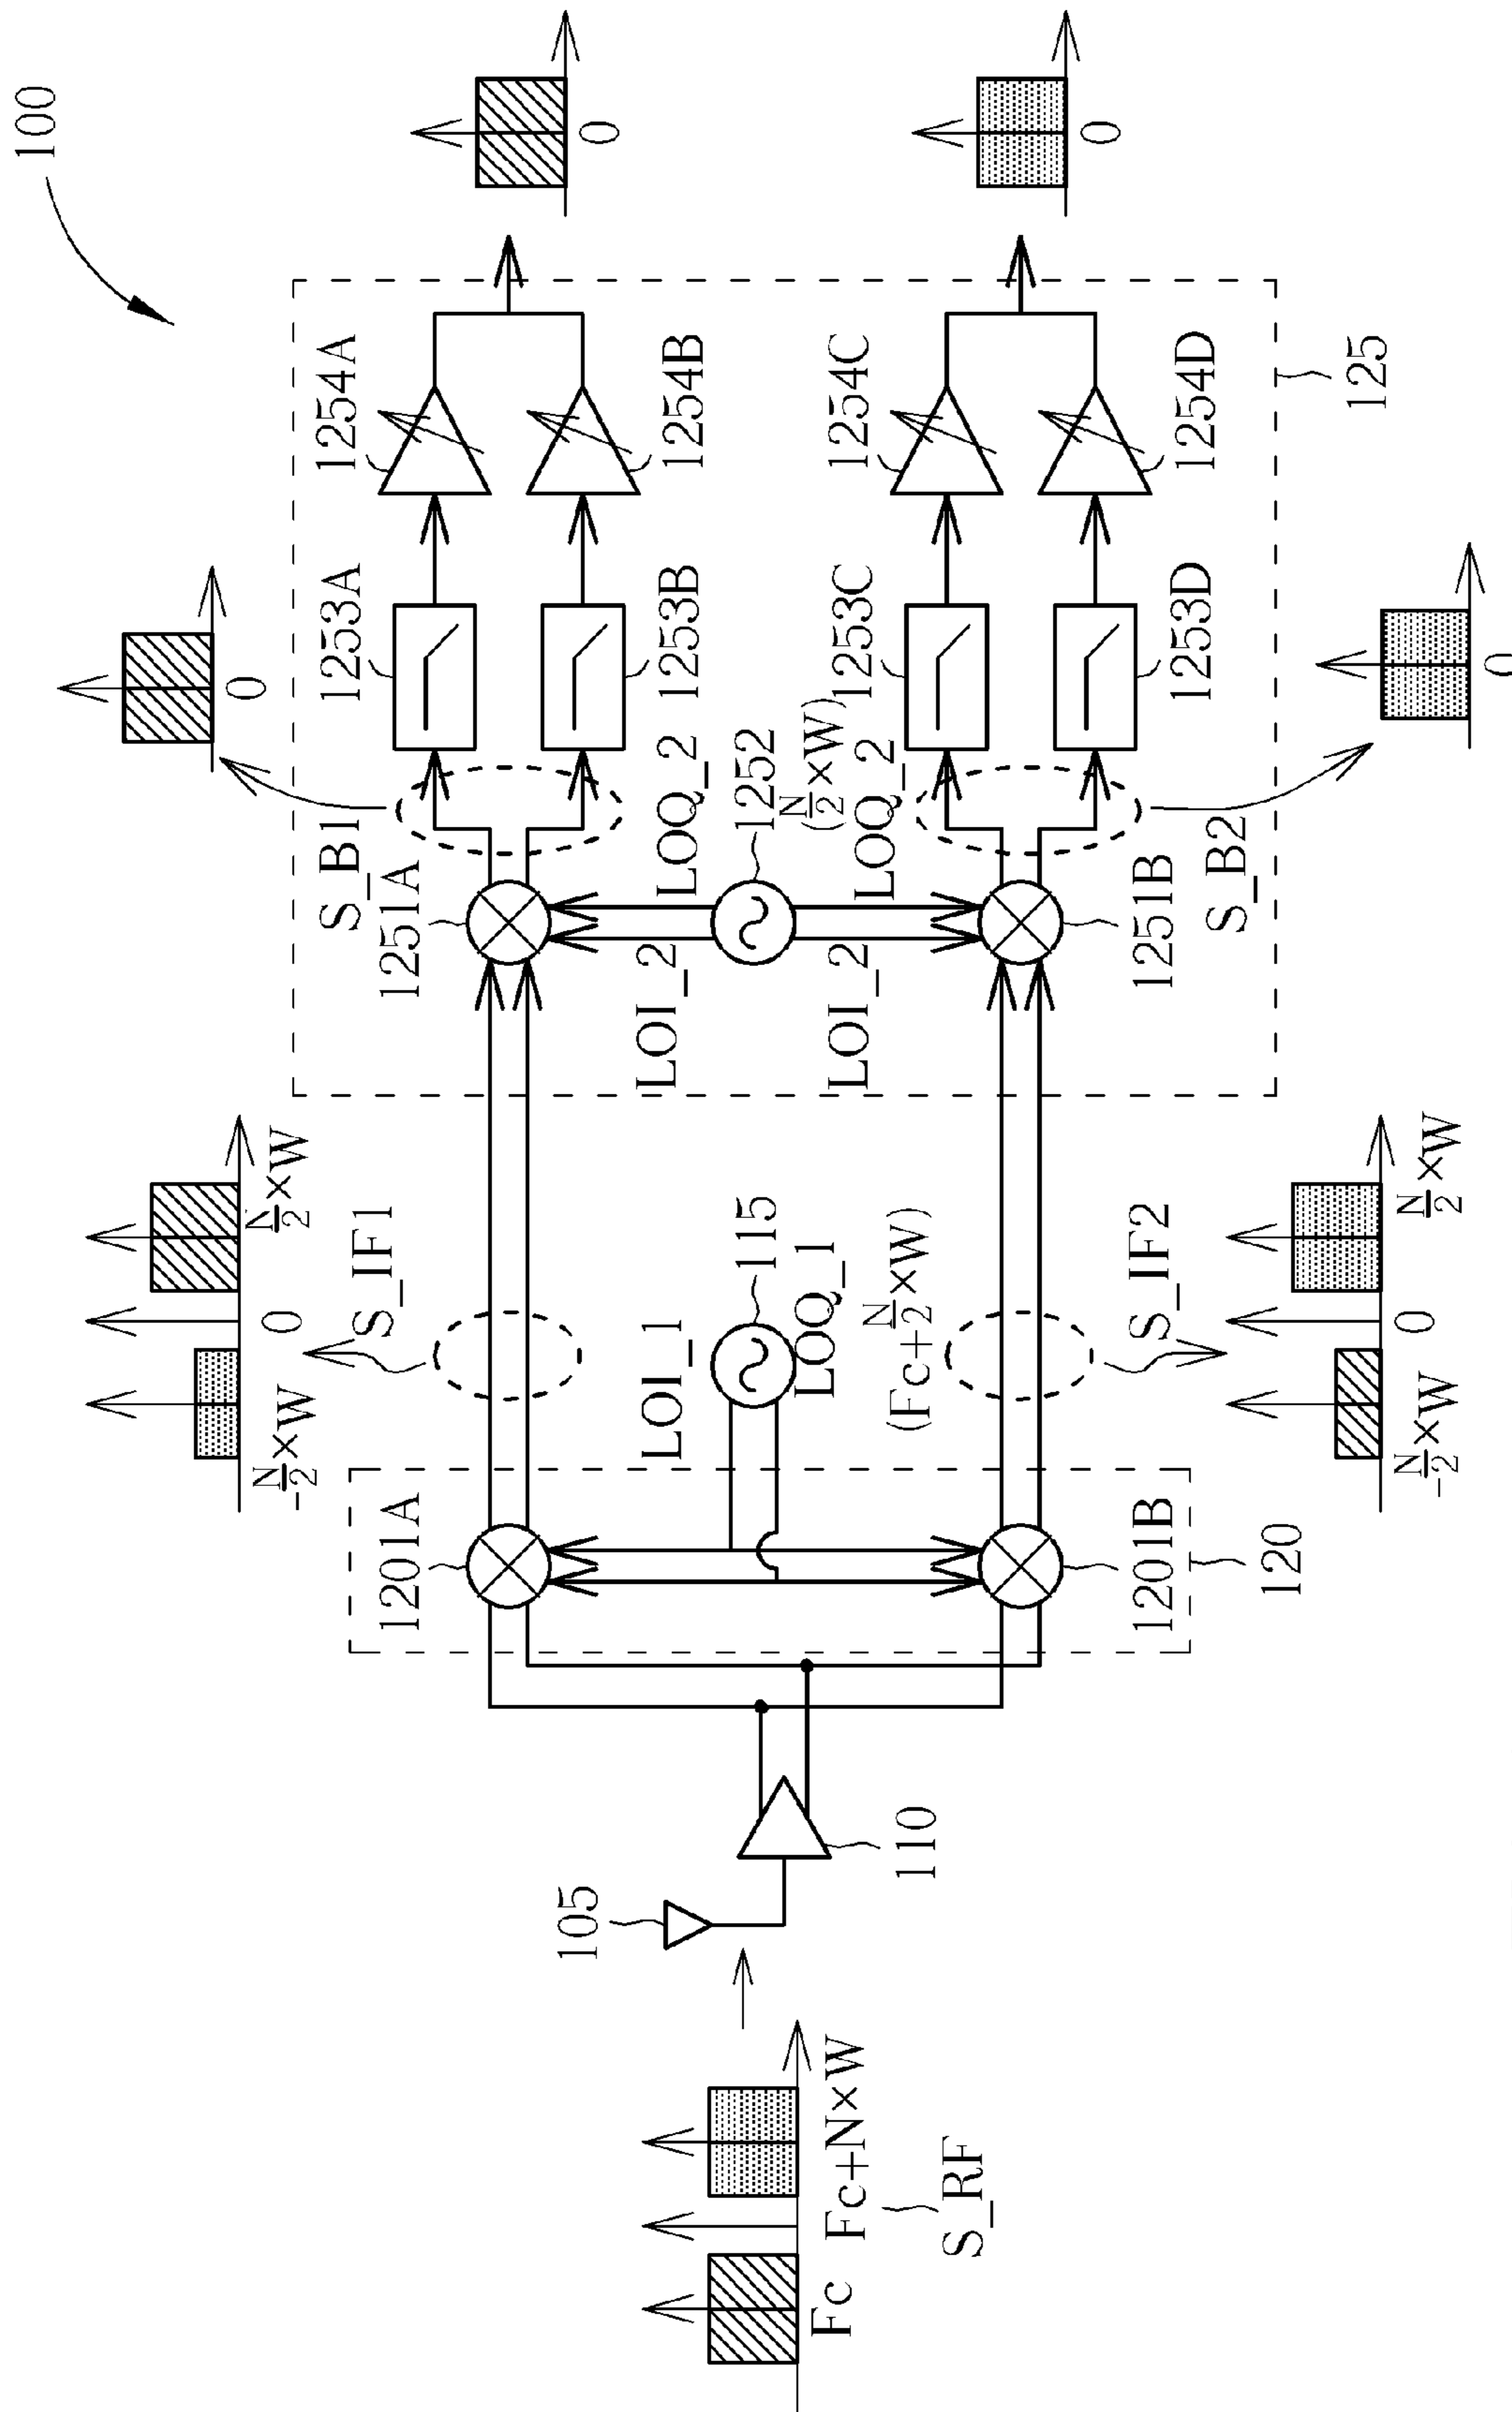 100
0
0
0
S_B1
1251A
1253A
1254A
1253B
1254B
LOQ_2
LOI_2
1252
(N/2×W)
LOI_2
LOQ_2
1253C
1254C
1253D
1254D
1251B
S_B2
125
0
-N/2×W
0
N/2×W
S_IF1
1201A
LOI_1
115
LOQ_1
(Fc+N/2×W)
1201B
120
S_IF2
-N/2×W
0
N/2×W
105
110
Fc
Fc+N×W
S_RF